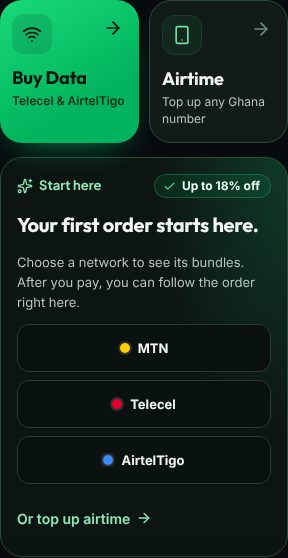 Buy Data
Telecel & AirtelTigo
Airtime
Top up any Ghana
number
Start here
Up to 18% off
Your first order starts here.
Choose a network to see its bundles.
After you pay, you can follow the order
right here.
MTN
Telecel
AirtelTigo
Or top up airtime